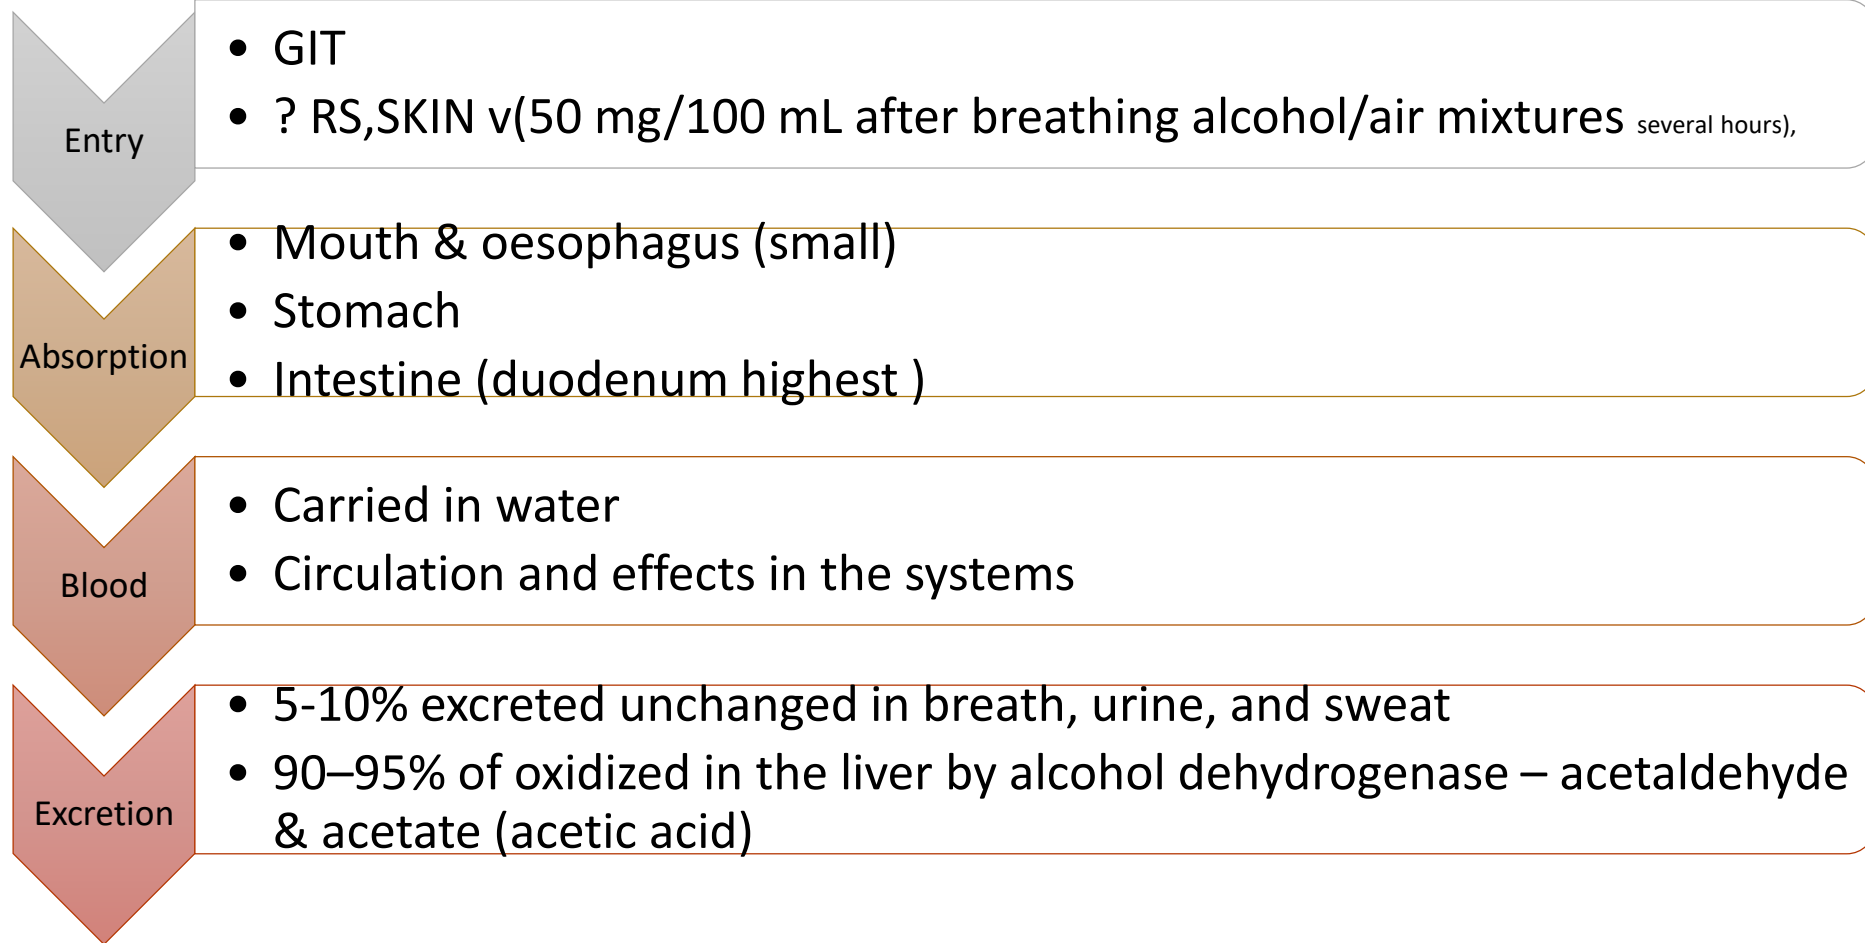 Entry
• GIT
• ? RS,SKIN v(50 mg/100 mL after breathing alcohol/air mixtures several hours),
Absorption
• Mouth & oesophagus (small)
• Stomach
• Intestine (duodenum highest )
Blood
• Carried in water
• Circulation and effects in the systems
Excretion
• 5-10% excreted unchanged in breath, urine, and sweat
• 90–95% of oxidized in the liver by alcohol dehydrogenase – acetaldehyde
& acetate (acetic acid)